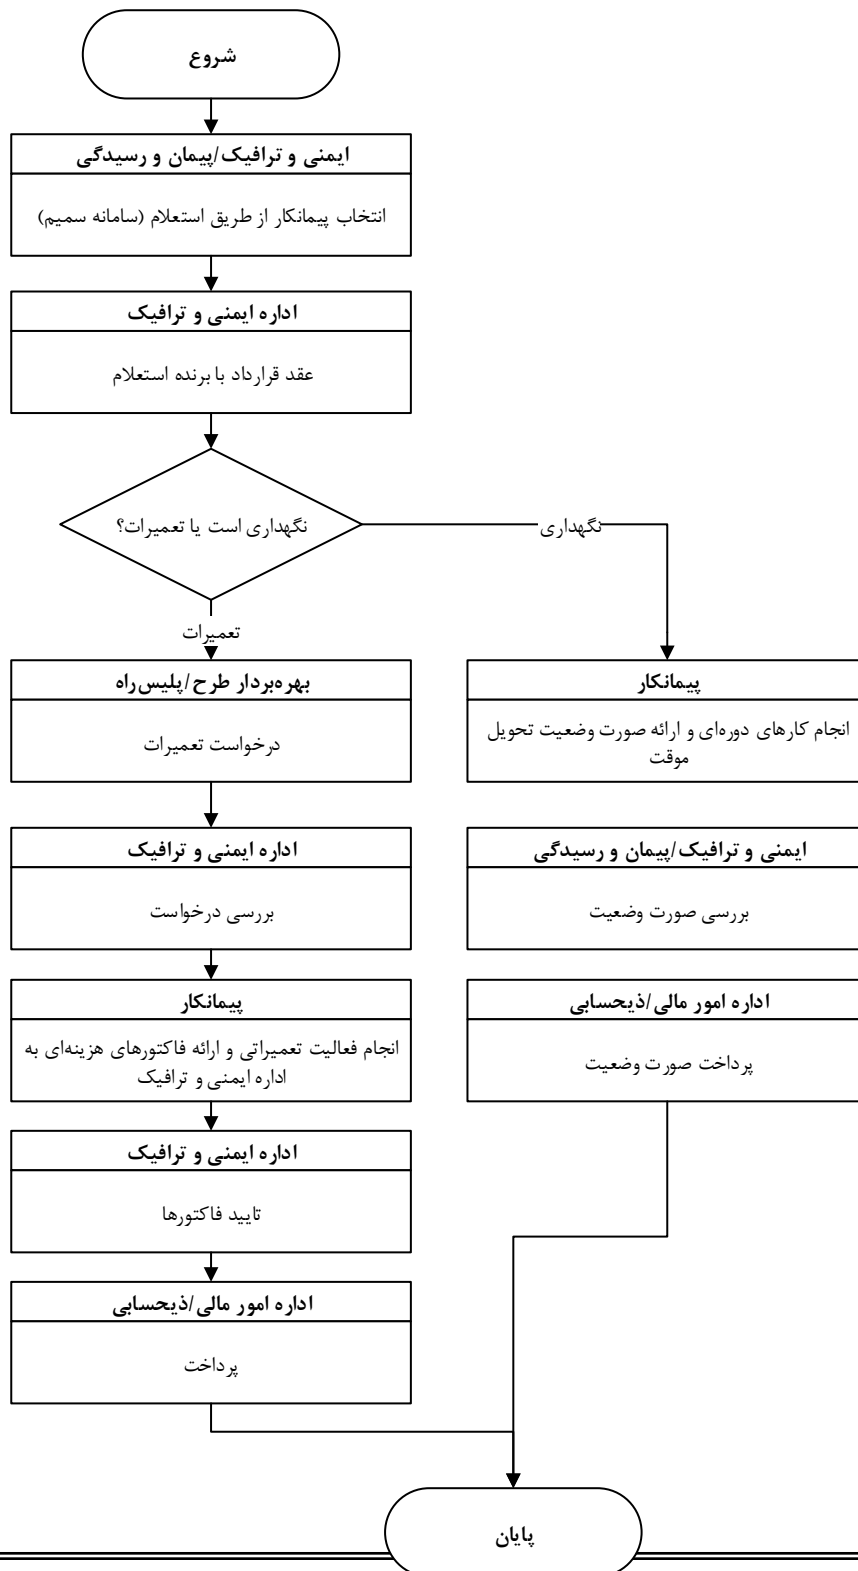 شروع
ایمنی و ترافیک/پیمان و رسیدگی
انتخاب پیمانکار از طریق استعلام (سامانه سمیم)
اداره ایمنی و ترافیک
عقد قرارداد با برنده استعلام
نگهداری است یا تعمیرات؟
نگهداری
تعمیرات
بهره‌بردار طرح/پلیس‌راه
درخواست تعمیرات
اداره ایمنی و ترافیک
بررسی درخواست
پیمانکار
انجام فعالیت تعمیراتی و ارائه فاکتورهای هزینه‌ای به
اداره ایمنی و ترافیک
اداره ایمنی و ترافیک
تایید فاکتورها
اداره امور مالی/ذیحسابی
پرداخت
پیمانکار
انجام کارهای دوره‌ای و ارائه صورت وضعیت تحویل
موقت
ایمنی و ترافیک/پیمان و رسیدگی
بررسی صورت وضعیت
اداره امور مالی/ذیحسابی
پرداخت صورت وضعیت
پایان